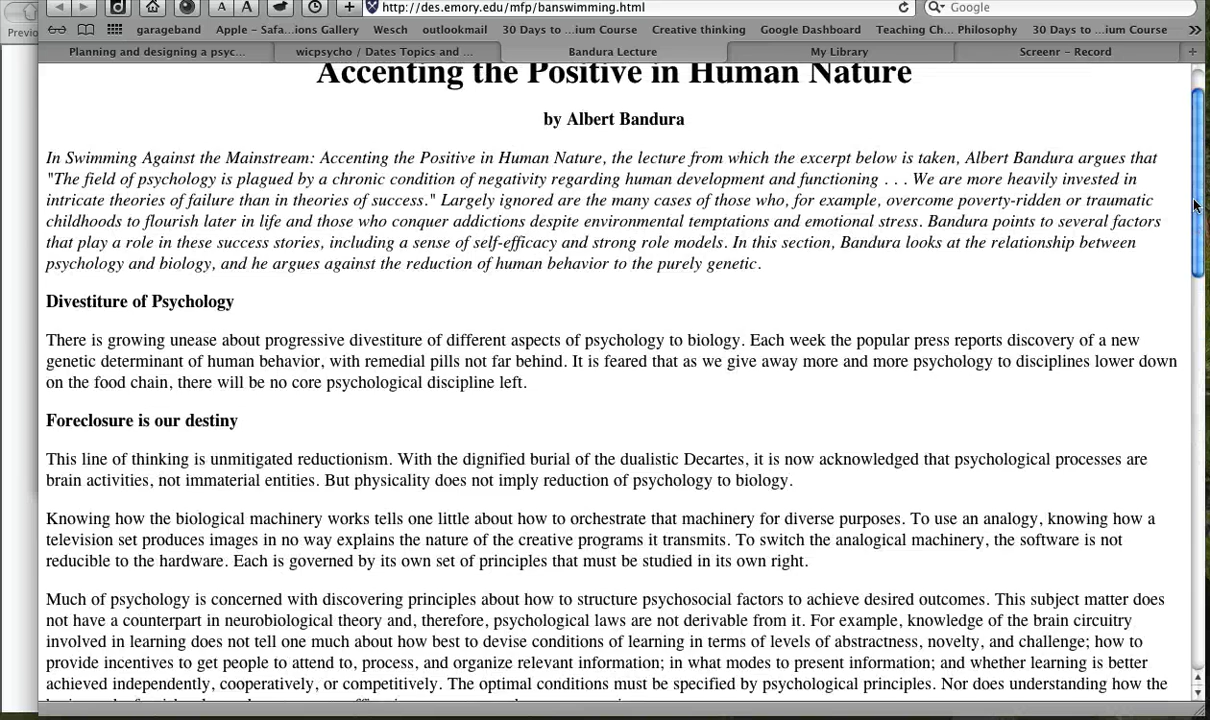 http://des.emory.edu/mfp/banswimming.html
Google
garageband
Apple - Safa...ions Gallery
Wesch
outlookmail
30 Days to ...ium Course
Creative thinking
Google Dashboard
Teaching Ch... Philosophy
30 Days to ...ium Course
Planning and designing a psyc...
wicpsycho / Dates Topics and ...
Bandura Lecture
My Library
Screenr - Record
Accenting the Positive in Human Nature
by Albert Bandura
In Swimming Against the Mainstream: Accenting the Positive in Human Nature, the lecture from which the excerpt below is taken, Albert Bandura argues that
"The field of psychology is plagued by a chronic condition of negativity regarding human development and functioning . . . We are more heavily invested in
intricate theories of failure than in theories of success." Largely ignored are the many cases of those who, for example, overcome poverty-ridden or traumatic
childhoods to flourish later in life and those who conquer addictions despite environmental temptations and emotional stress. Bandura points to several factors
that play a role in these success stories, including a sense of self-efficacy and strong role models. In this section, Bandura looks at the relationship between
psychology and biology, and he argues against the reduction of human behavior to the purely genetic.
Divestiture of Psychology
There is growing unease about progressive divestiture of different aspects of psychology to biology. Each week the popular press reports discovery of a new
genetic determinant of human behavior, with remedial pills not far behind. It is feared that as we give away more and more psychology to disciplines lower down
on the food chain, there will be no core psychological discipline left.
Foreclosure is our destiny
This line of thinking is unmitigated reductionism. With the dignified burial of the dualistic Decartes, it is now acknowledged that psychological processes are
brain activities, not immaterial entities. But physicality does not imply reduction of psychology to biology.
Knowing how the biological machinery works tells one little about how to orchestrate that machinery for diverse purposes. To use an analogy, knowing how a
television set produces images in no way explains the nature of the creative programs it transmits. To switch the analogical machinery, the software is not
reducible to the hardware. Each is governed by its own set of principles that must be studied in its own right.
Much of psychology is concerned with discovering principles about how to structure psychosocial factors to achieve desired outcomes. This subject matter does
not have a counterpart in neurobiological theory and, therefore, psychological laws are not derivable from it. For example, knowledge of the brain circuitry
involved in learning does not tell one much about how best to devise conditions of learning in terms of levels of abstractness, novelty, and challenge; how to
provide incentives to get people to attend to, process, and organize relevant information; in what modes to present information; and whether learning is better
achieved independently, cooperatively, or competitively. The optimal conditions must be specified by psychological principles. Nor does understanding how the